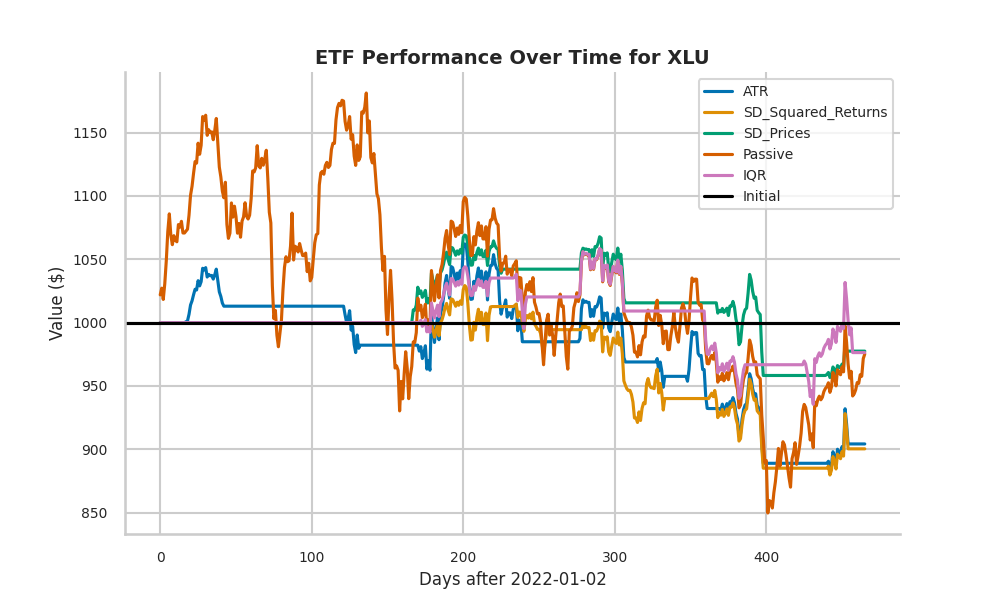 ETF Performance Over Time for XLU
ATR
SD_Squared_Returns
SD_Prices
Passive
IQR
Initial
Value ($)
1150
1100
1050
1000
950
900
850
0 100 200 300 400
Days after 2022-01-02